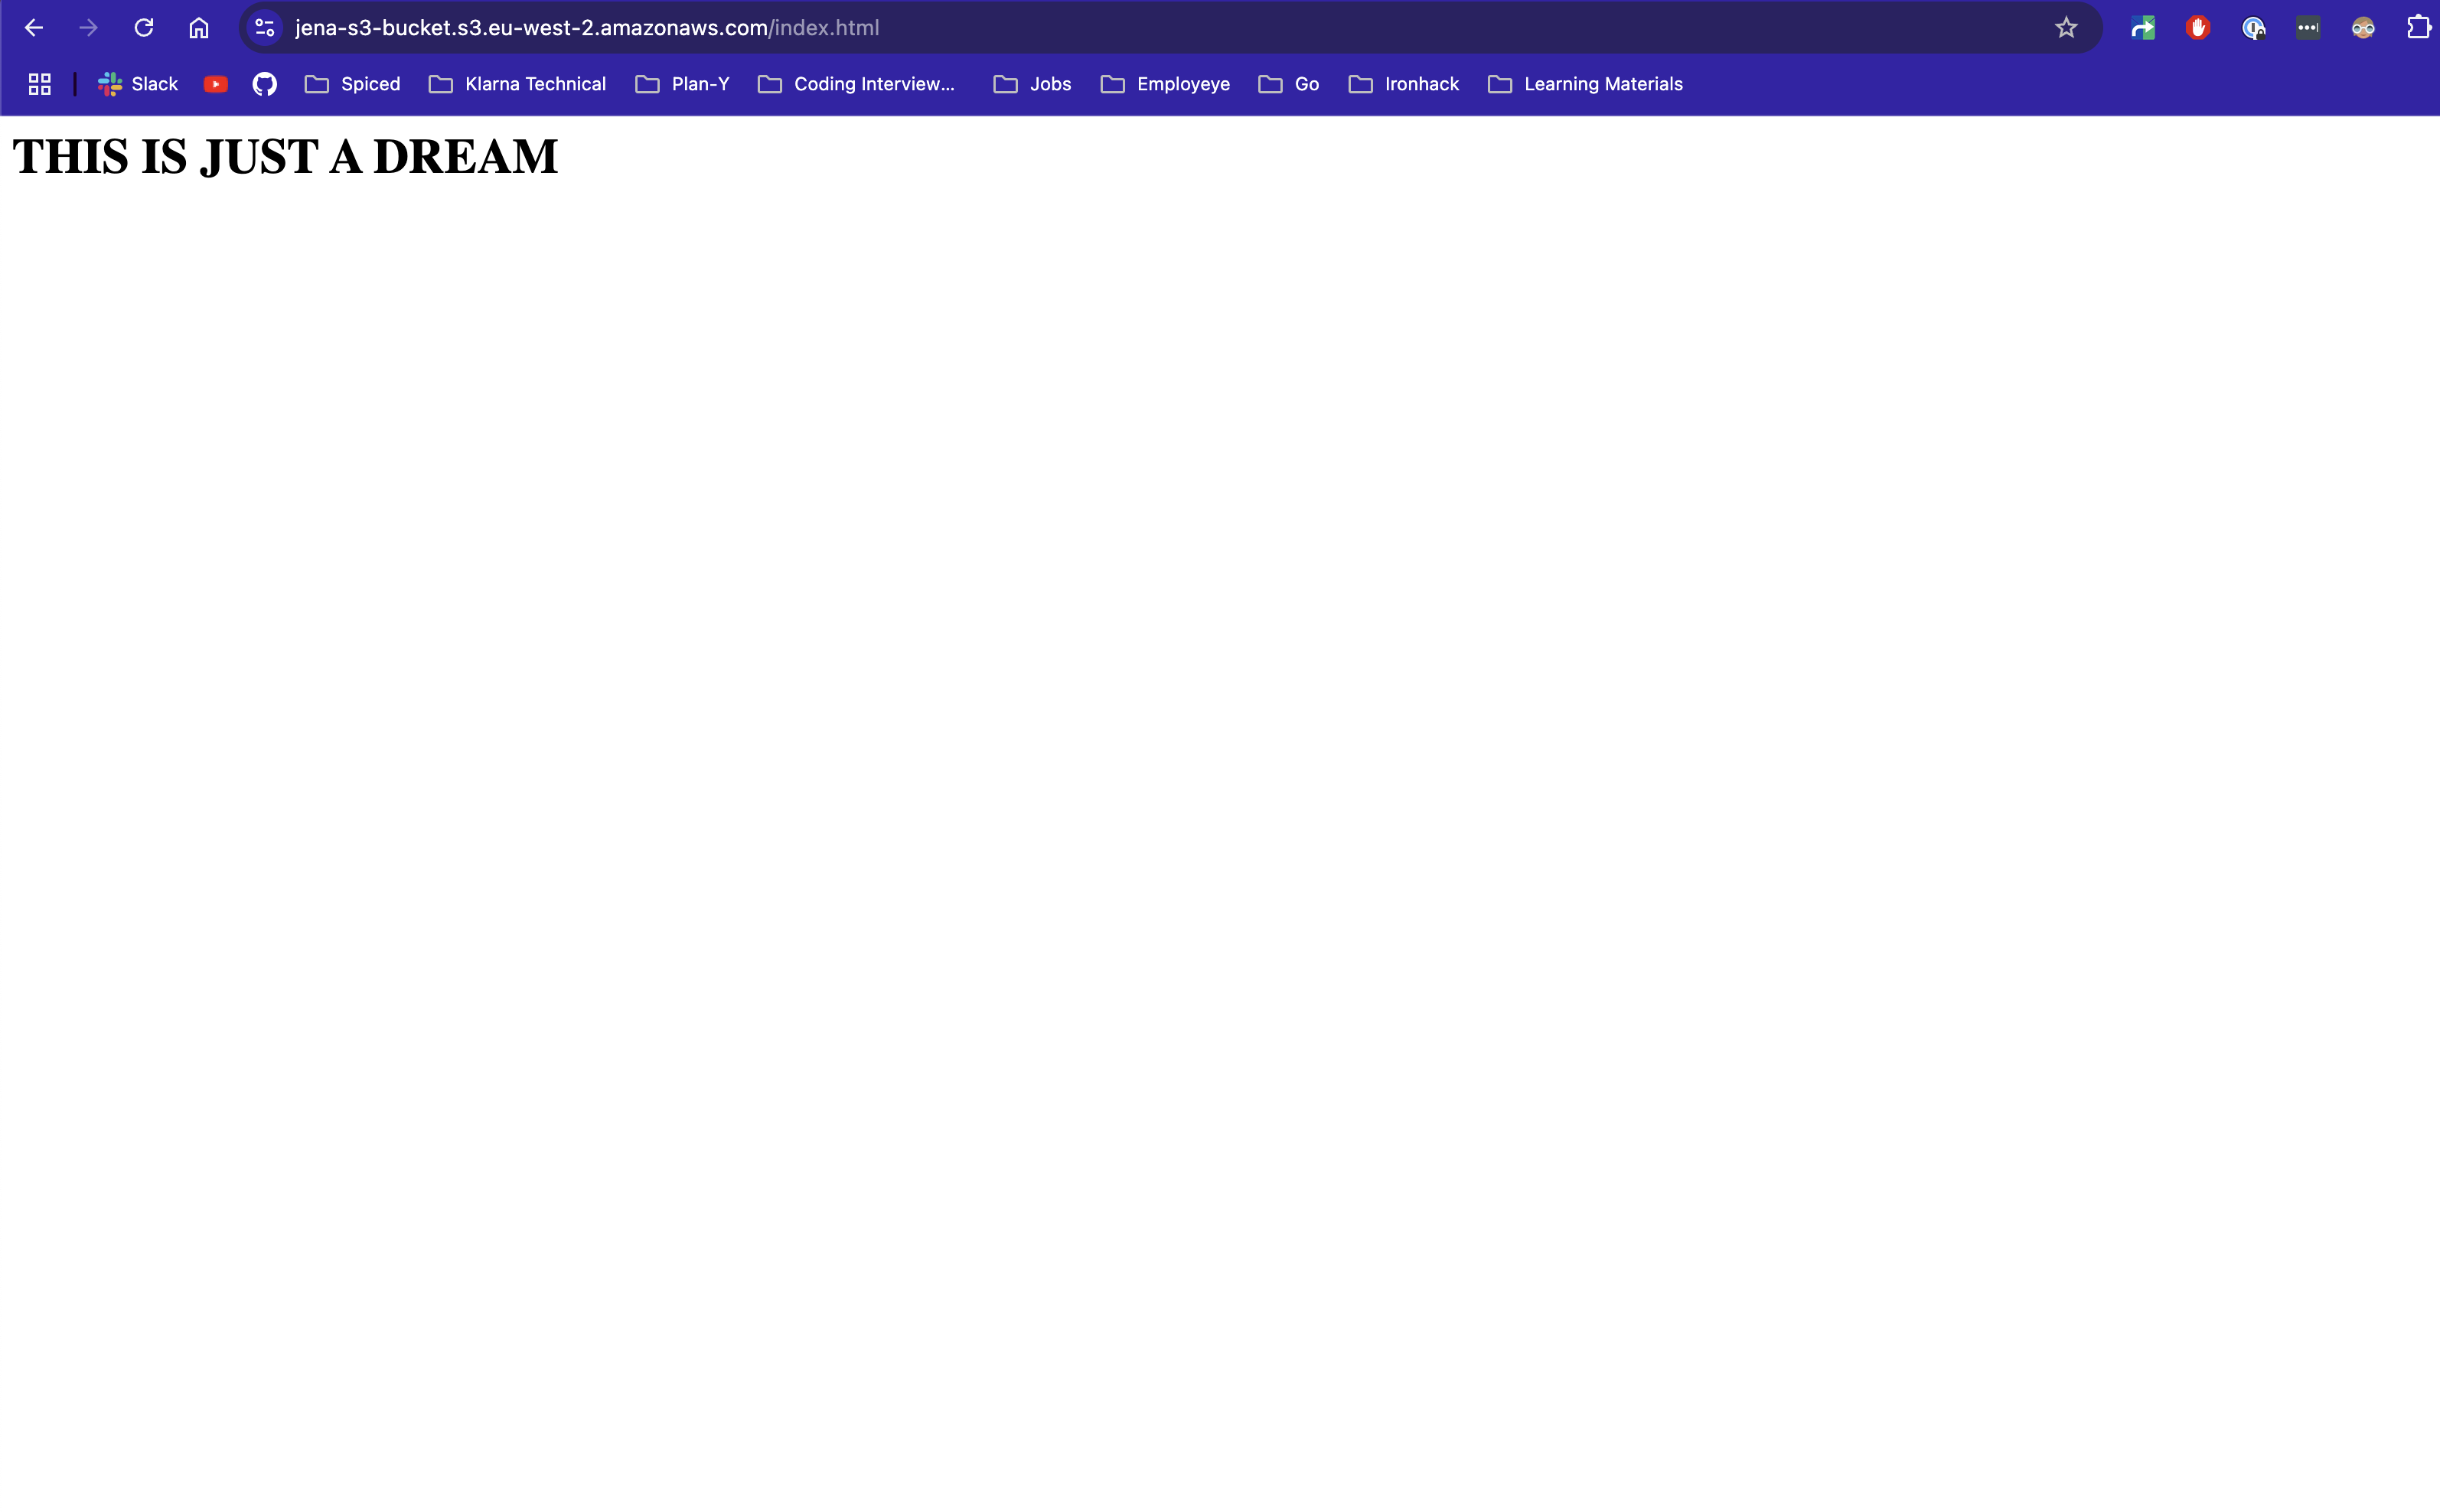 jena-s3-bucket.s3.eu-west-2.amazonaws.com/index.html
Slack Spiced Klarna Technical Plan-Y Coding Interview... Jobs Employeye Go Ironhack Learning Materials
THIS IS JUST A DREAM